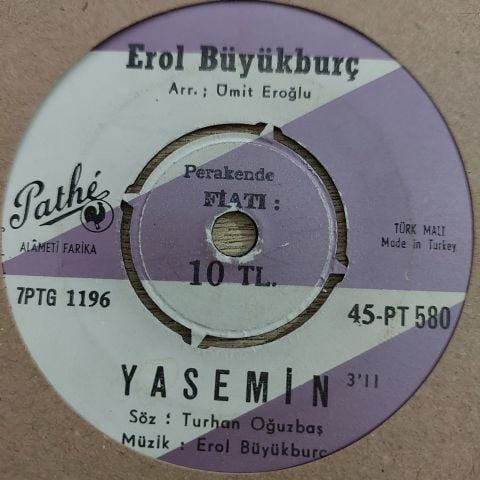 Erol Büyükburç
Arr. ; Ümit Eroğlu
Perakende
FİATI :
Pathé
ALÂMETİ FARİKA
TÜRK MALI
Made in Turkey
10 TL.
7PTG 1196
45-PT 580
YASEMİN 3'11
Söz : Turhan Oğuzbaş
Müzik : Erol Büyükburç